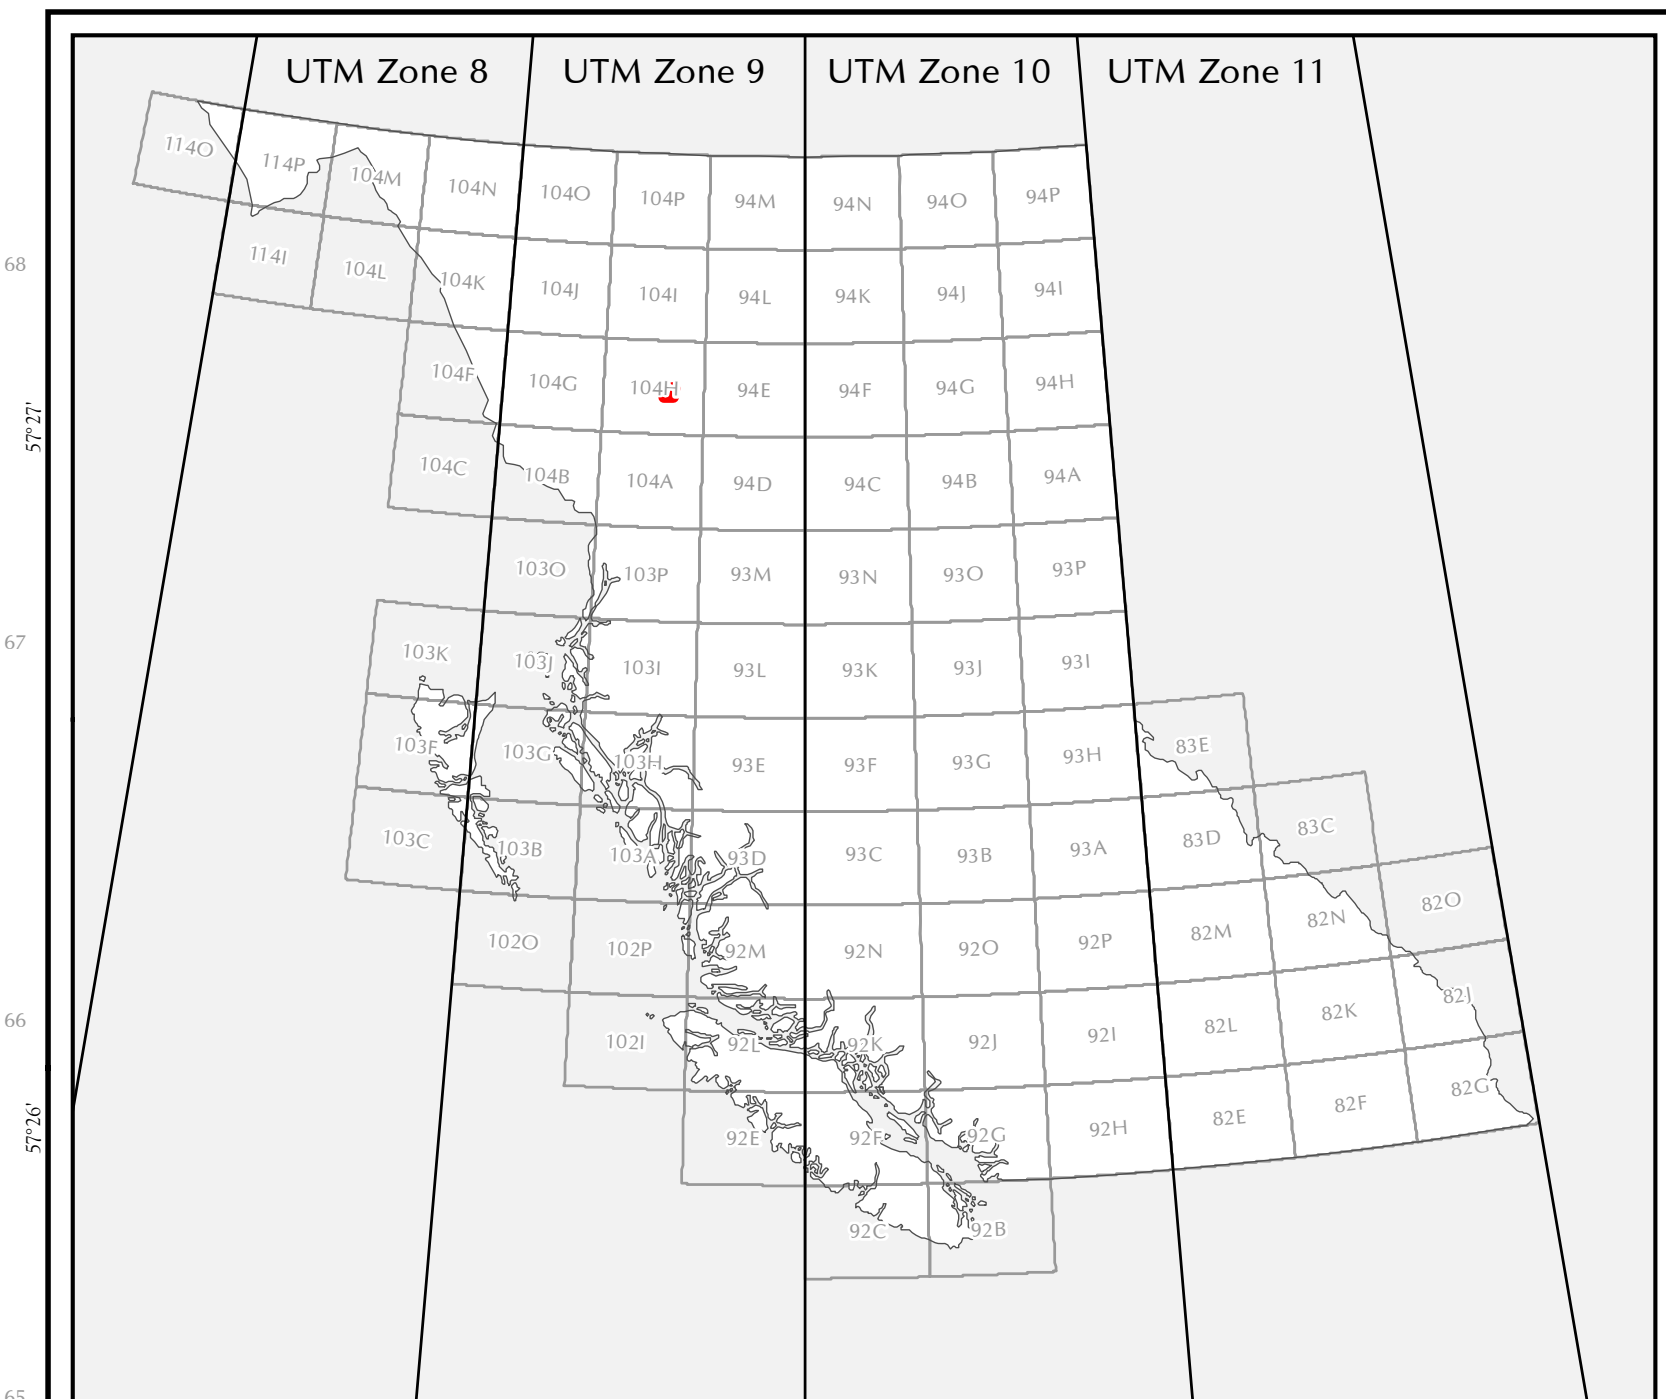 UTM Zone 8 UTM Zone 9 UTM Zone 10 UTM Zone 11
114O 114P 104M 104N 104O 104P 94M 94N 94O 94P
68 114I 104L 104K 104J 104I 94L 94K 94J 94I
57°27' 104F 104G 104H 94E 94F 94G 94H
104C 104B 104A 94D 94C 94B 94A
103O 103P 93M 93N 93O 93P
67 103K 103J 103I 93L 93K 93J 93I
103F 103G 103H 93E 93F 93G 93H 83E
103C 103B 103A 93D 93C 93B 93A 83D 83C
102O 102P 92M 92N 92O 92P 82M 82N 82O
66 102I 92L 92K 92J 92I 82L 82K 82J
57°26' 92E 92F 92G 92H 82E 82F 82G
92C 92B
65